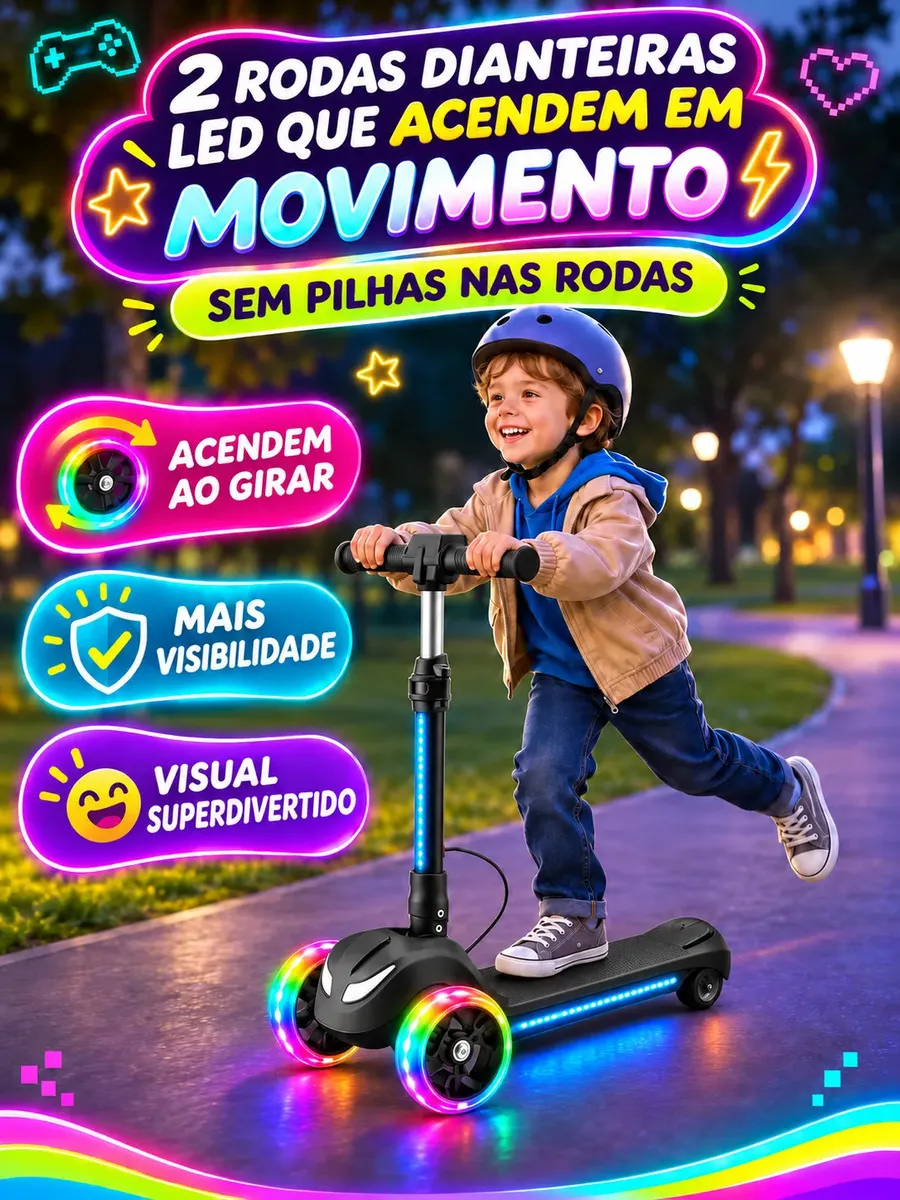 2 RODAS DIANTEIRAS
LED QUE ACENDEM EM
MOVIMENTO
SEM PILHAS NAS RODAS
ACENDEM
AO GIRAR
MAIS
VISIBILIDADE
VISUAL
SUPERDIVERTIDO